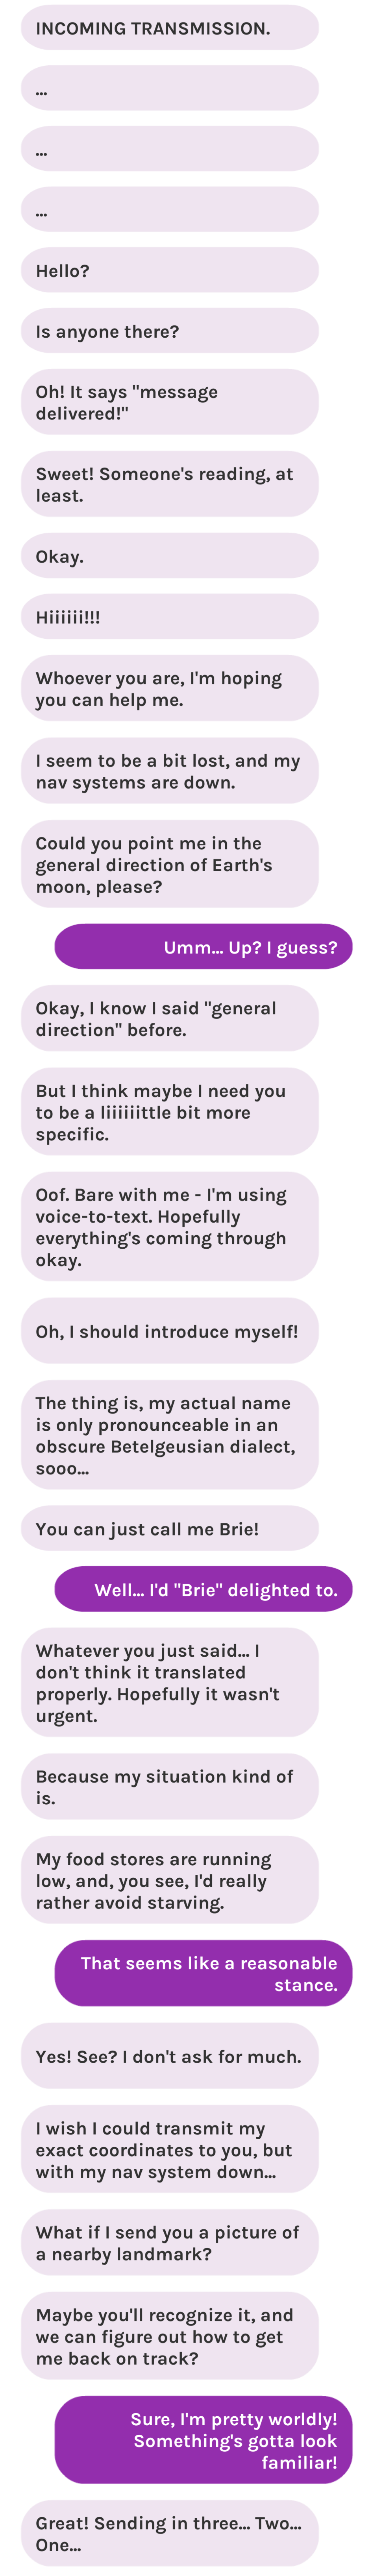 INCOMING TRANSMISSION.
...
...
...
Hello?
Is anyone there?
Oh! It says "message
delivered!"
Sweet! Someone's reading, at
least.
Okay.
Hiiiiii!!!
Whoever you are, I'm hoping
you can help me.
I seem to be a bit lost, and my
nav systems are down.
Could you point me in the
general direction of Earth's
moon, please?
Umm... Up? I guess?
Okay, I know I said "general
direction" before.
But I think maybe I need you
to be a liiiiiittle bit more
specific.
Oof. Bare with me - I'm using
voice-to-text. Hopefully
everything's coming through
okay.
Oh, I should introduce myself!
The thing is, my actual name
is only pronounceable in an
obscure Betelgeusian dialect,
sooo...
You can just call me Brie!
Well... I'd "Brie" delighted to.
Whatever you just said... I
don't think it translated
properly. Hopefully it wasn't
urgent.
Because my situation kind of
is.
My food stores are running
low, and, you see, I'd really
rather avoid starving.
That seems like a reasonable
stance.
Yes! See? I don't ask for much.
I wish I could transmit my
exact coordinates to you, but
with my nav system down...
What if I send you a picture of
a nearby landmark?
Maybe you'll recognize it, and
we can figure out how to get
me back on track?
Sure, I'm pretty worldly!
Something's gotta look
familiar!
Great! Sending in three... Two...
One...